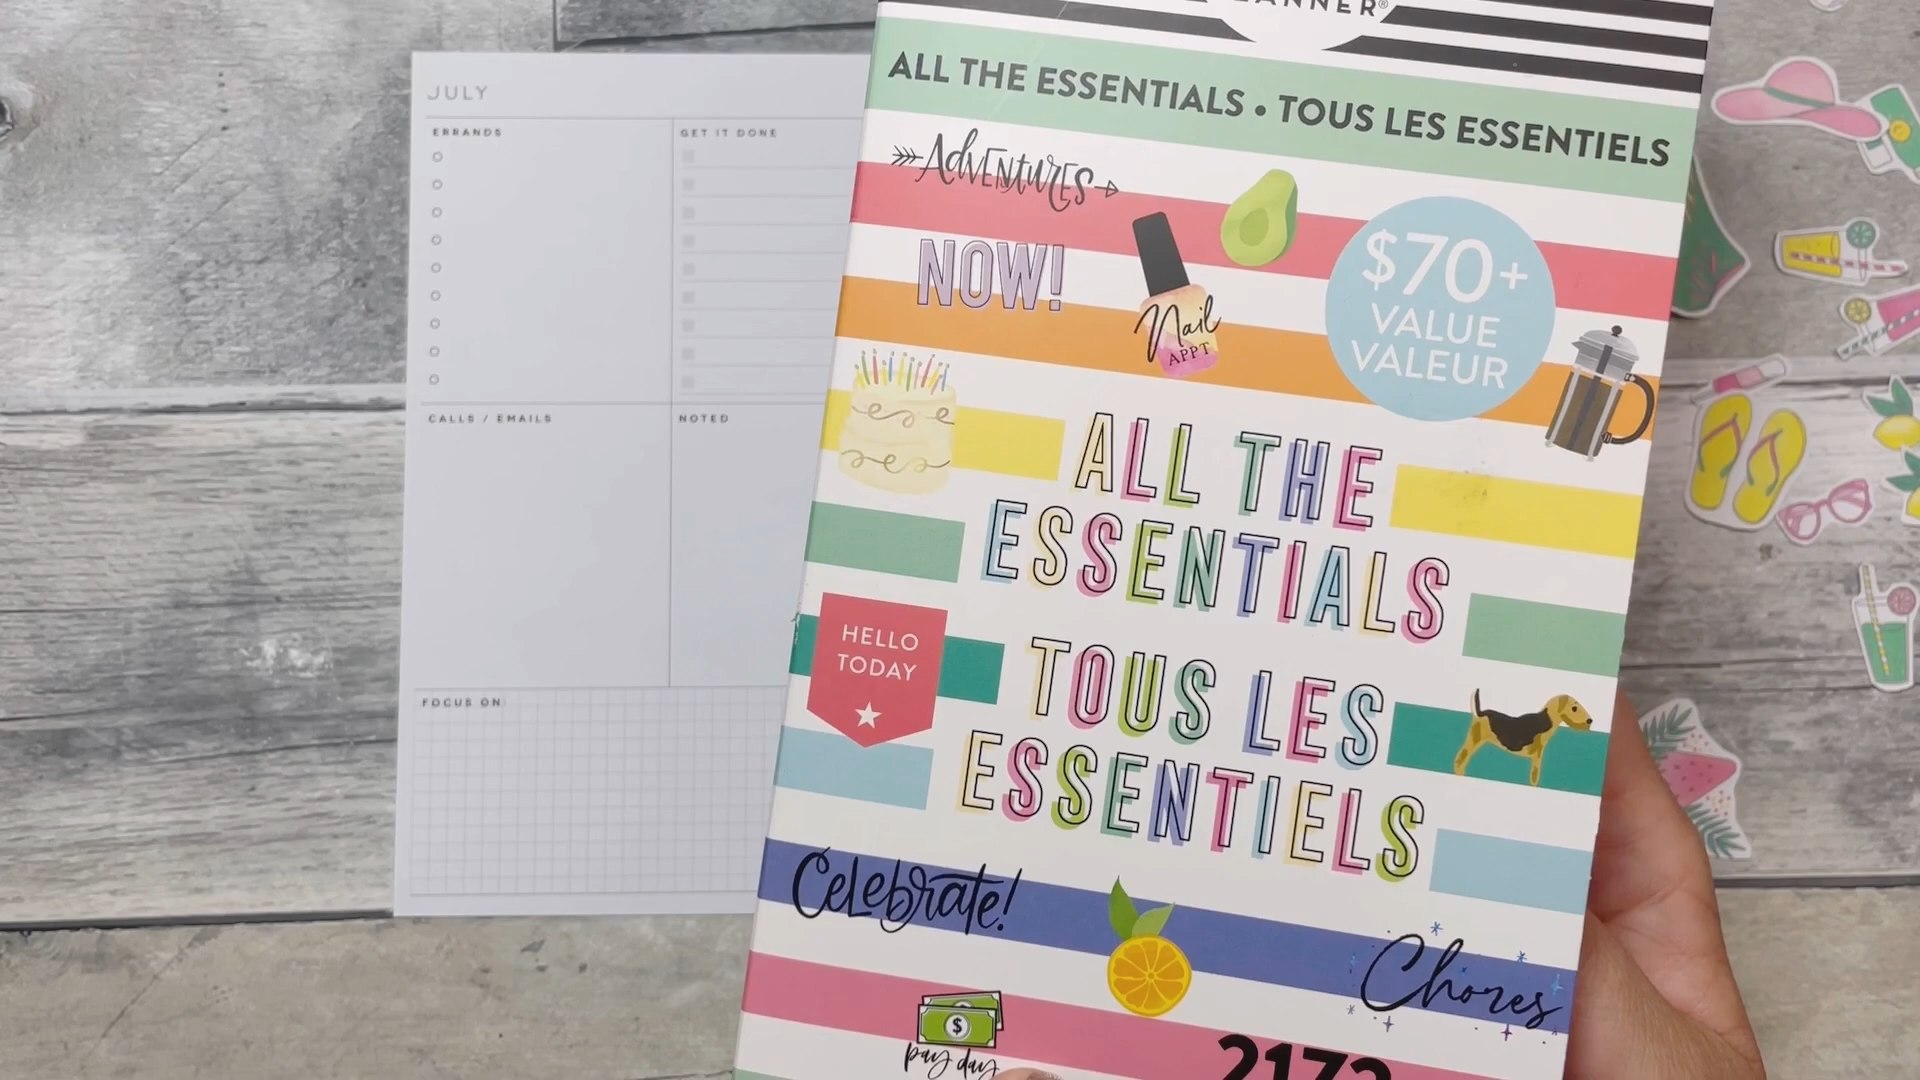 JULY
ERRANDS
GET IT DONE
CALLS / EMAILS
NOTED
FOCUS ON:
ALL THE ESSENTIALS • TOUS LES ESSENTIELS
ADVENTURES
NOW!
Nail
APPT
$70+
VALUE
VALEUR
ALL THE
ESSENTIALS
HELLO
TODAY
TOUS LES
ESSENTIELS
Celebrate!
Chores
$
pay day
2172